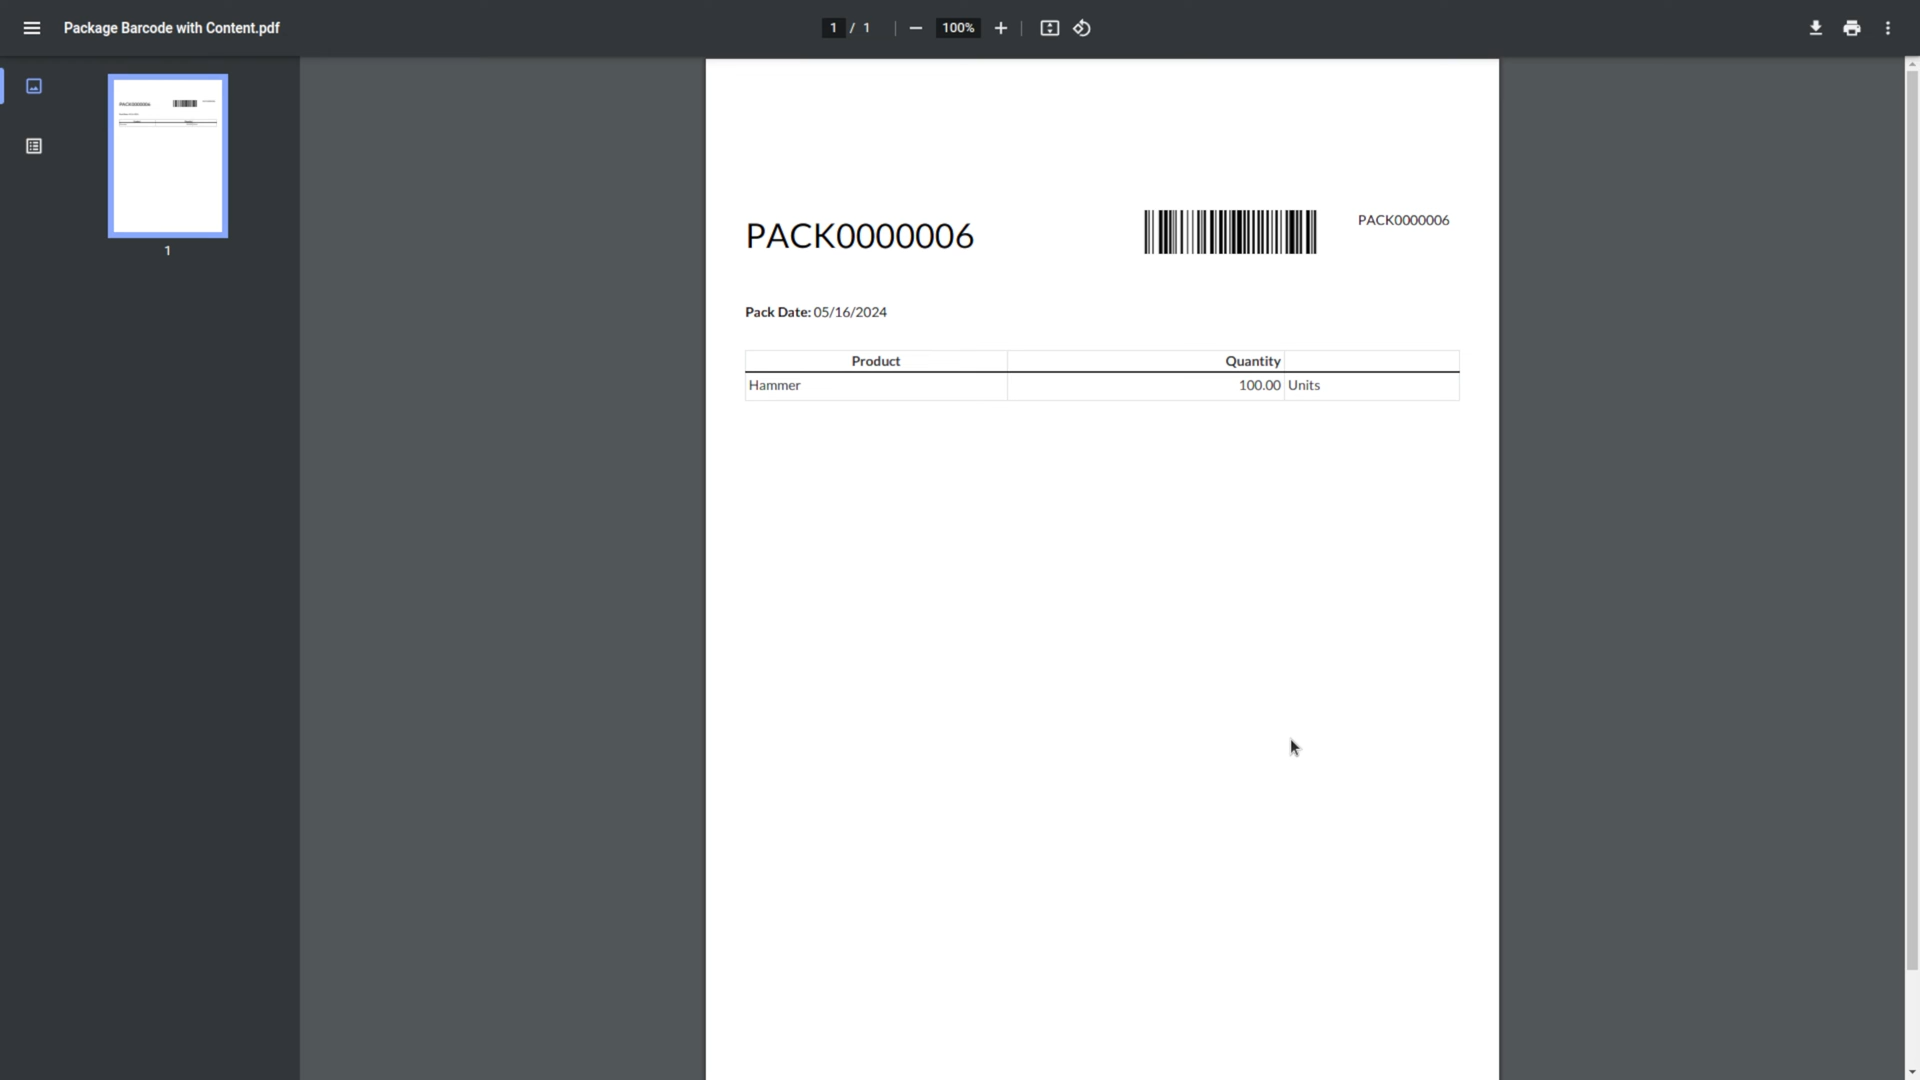 Package Barcode with Content.pdf
1 / 1
100%
1
PACK0000006
PACK0000006
Pack Date: 05/16/2024
Product Quantity
Hammer 100.00 Units